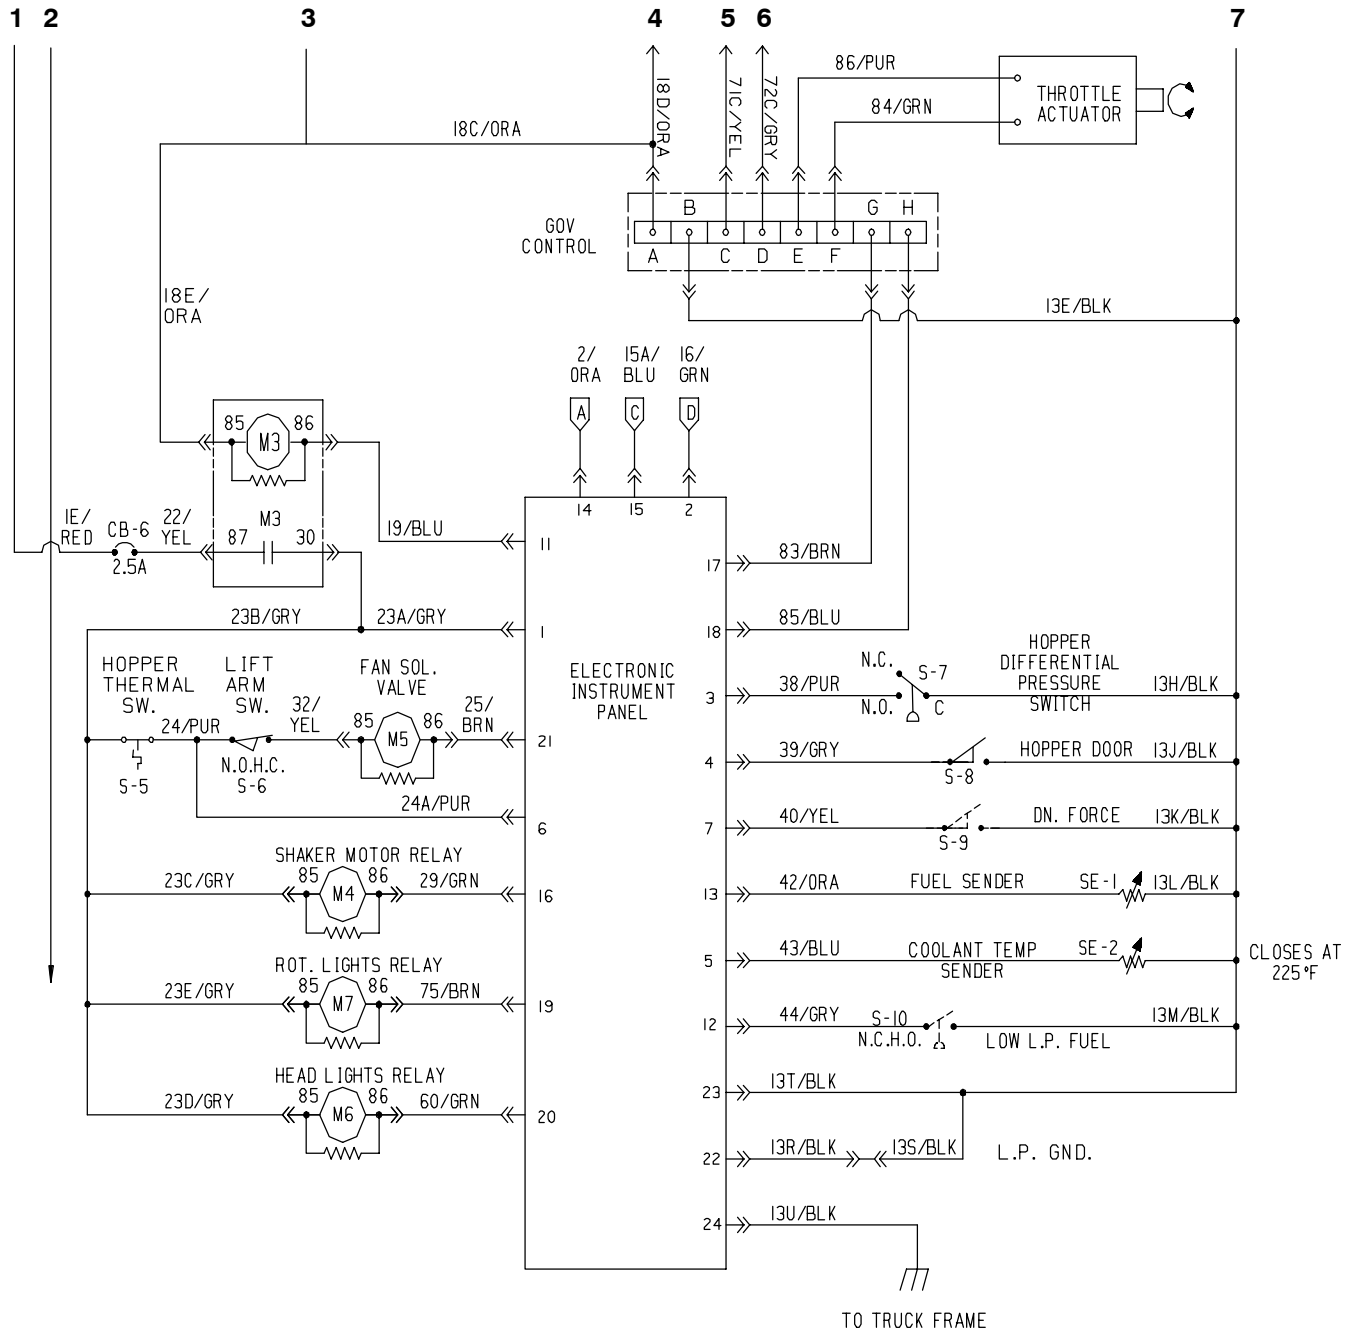 1 2 3 4 5 6 7
86/PUR
THROTTLE
ACTUATOR
84/GRN
18C/ORA
18D/ORA
71C/YEL
72C/GRY
B G H
GOV
CONTROL
A C D E F
18E/
ORA
13E/BLK
2/
ORA
15A/
BLU
16/
GRN
A C D
14 15 2
85 M3 86
19/BLU
11
1E/
RED
CB-6
2.5A
22/
YEL
M3
87 30
83/BRN
17
23B/GRY 23A/GRY
1
85/BLU
18
ELECTRONIC
INSTRUMENT
PANEL
HOPPER
THERMAL
SW.
S-5
24/PUR
LIFT
ARM
SW.
N.O.H.C.
S-6
32/
YEL
FAN SOL.
VALVE
85 M5 86
25/
BRN
21
24A/PUR
6
3
38/PUR
N.C.
N.O.
S-7
C
HOPPER
DIFFERENTIAL
PRESSURE
SWITCH
13H/BLK
4
39/GRY
S-8
HOPPER DOOR
13J/BLK
7
40/YEL
S-9
DN. FORCE
13K/BLK
SHAKER MOTOR RELAY
23C/GRY
85 M4 86
29/GRN
16
13
42/ORA
FUEL SENDER
SE-1
13L/BLK
5
43/BLU
COOLANT TEMP
SENDER
SE-2
CLOSES AT
225°F
ROT. LIGHTS RELAY
23E/GRY
85 M7 86
75/BRN
19
12
44/GRY
S-10
N.C.H.O.
LOW L.P. FUEL
13M/BLK
HEAD LIGHTS RELAY
23D/GRY
85 M6 86
60/GRN
20
23
13T/BLK
22
13R/BLK
13S/BLK
L.P. GND.
24
13U/BLK
TO TRUCK FRAME